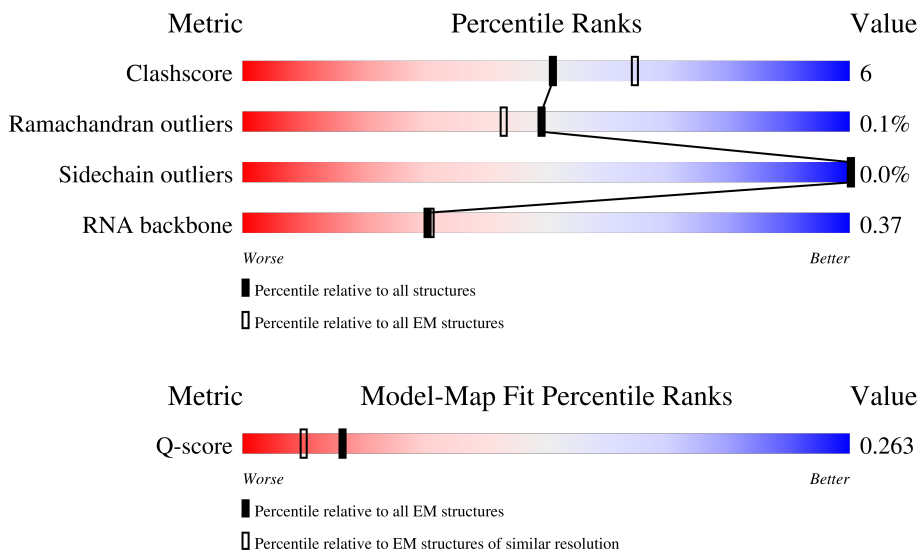 Metric Percentile Ranks Value
Clashscore 6
Ramachandran outliers 0.1%
Sidechain outliers 0.0%
RNA backbone 0.37
Worse Better
Percentile relative to all structures
Percentile relative to all EM structures
Metric Model-Map Fit Percentile Ranks Value
Q-score 0.263
Worse Better
Percentile relative to all EM structures
Percentile relative to EM structures of similar resolution